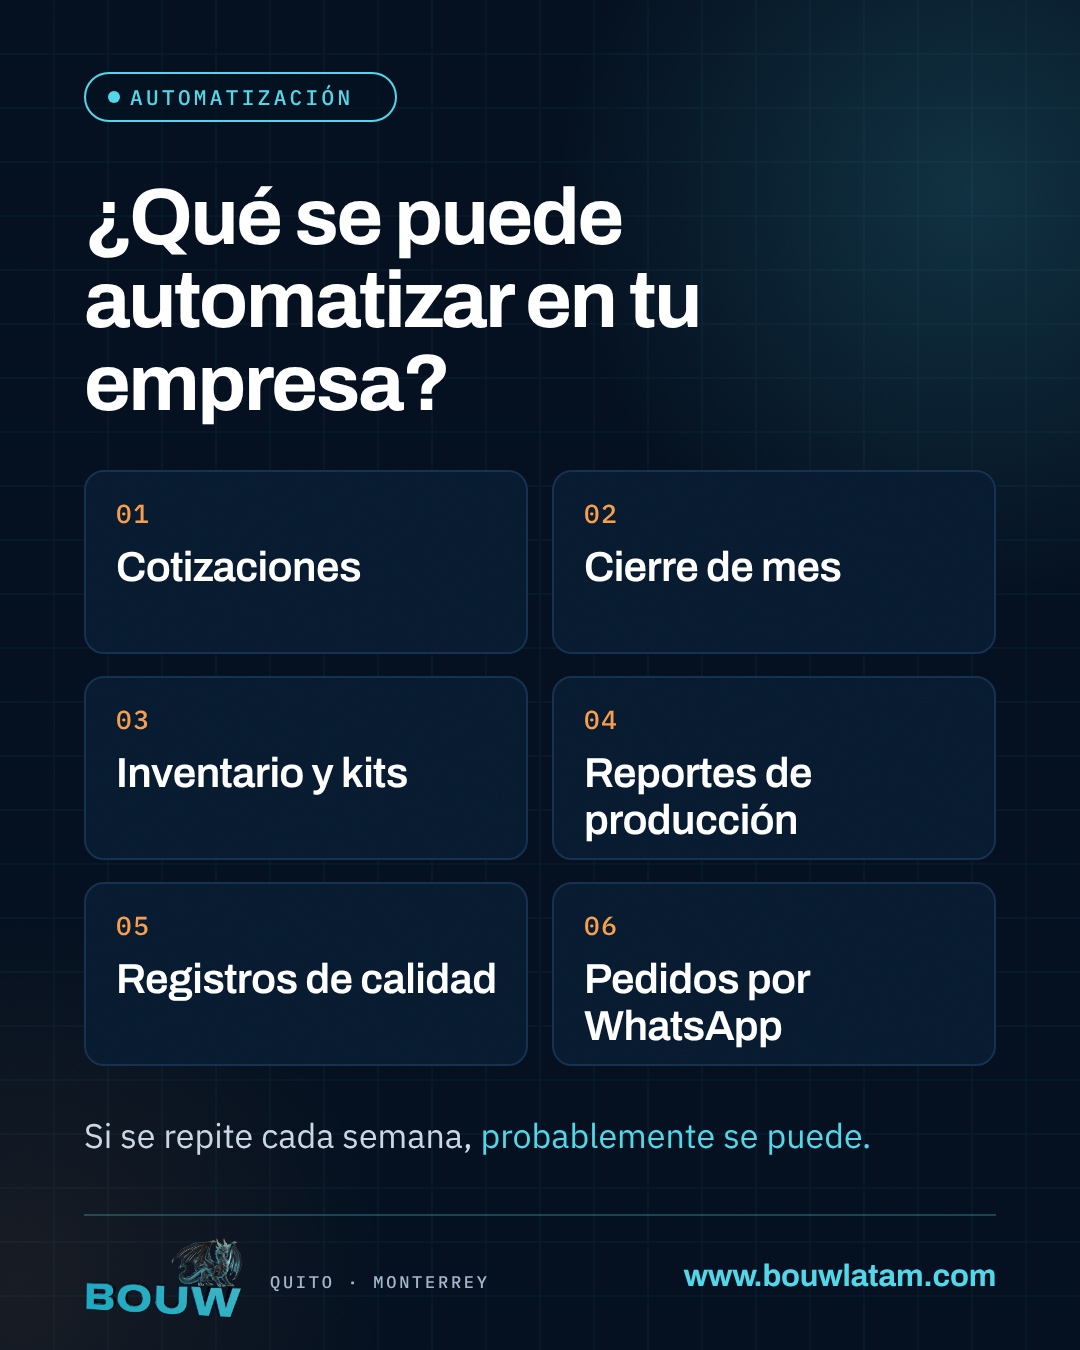 AUTOMATIZACIÓN
¿Qué se puede
automatizar en tu
empresa?
01
Cotizaciones
02
Cierre de mes
03
Inventario y kits
04
Reportes de
producción
05
Registros de calidad
06
Pedidos por
WhatsApp
Si se repite cada semana, probablemente se puede.
BOUW
QUITO · MONTERREY
www.bouwlatam.com